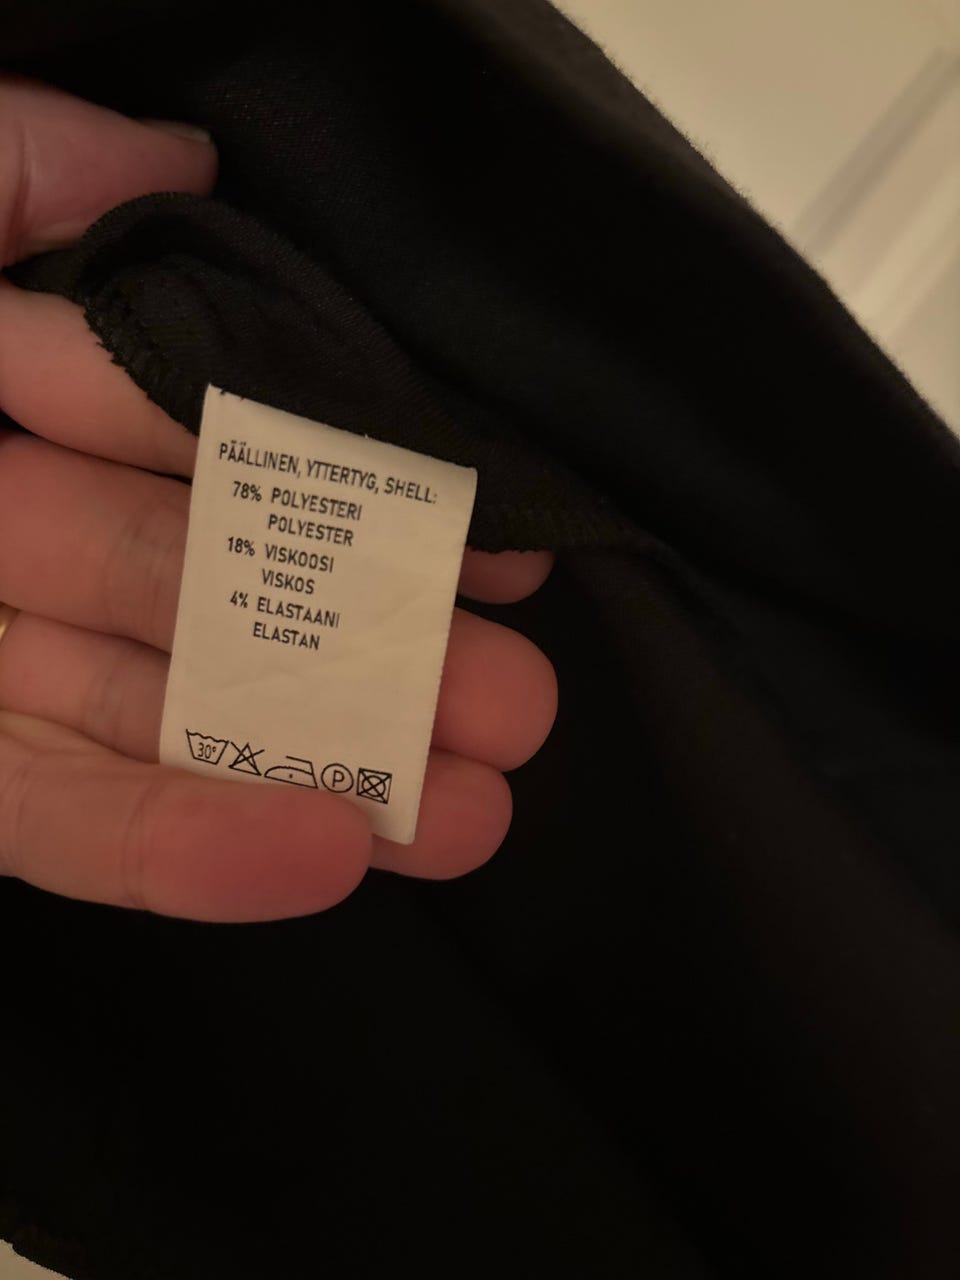 PÄÄLLINEN, YTTERTYG, SHELL:
78% POLYESTERI
POLYESTER
18% VISKOOSI
VISKOS
4% ELASTAANI
ELASTAN
30° P